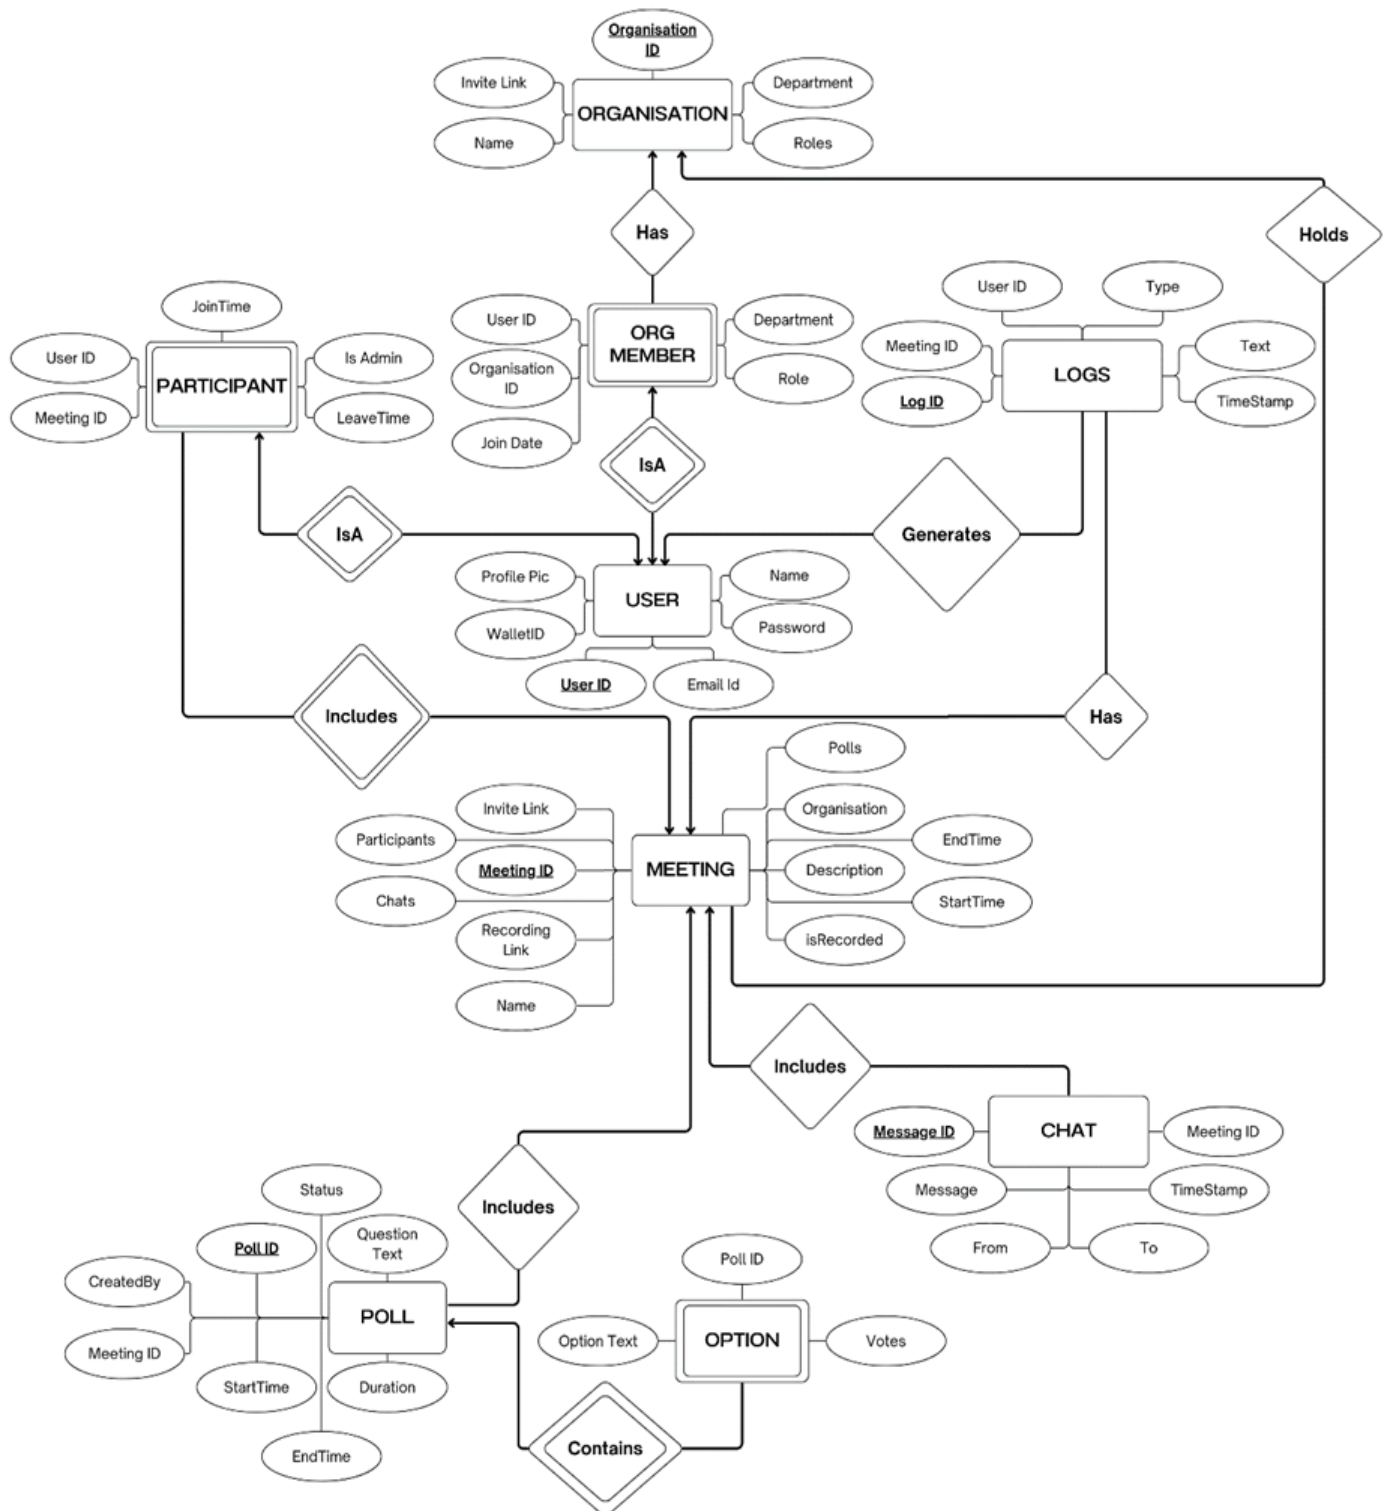 Organisation
ID
Invite Link
Department
ORGANISATION
Name
Roles
Has
Holds
JoinTime
User ID
Is Admin
PARTICIPANT
Meeting ID
LeaveTime
User ID
Department
ORG
MEMBER
Organisation
ID
Role
Join Date
User ID
Type
Meeting ID
Text
LOGS
Log ID
TimeStamp
IsA
IsA
Generates
Profile Pic
Name
USER
WalletID
Password
User ID
Email Id
Includes
Has
Polls
Invite Link
Organisation
Participants
EndTime
Meeting ID
MEETING
Description
Chats
StartTime
Recording
Link
isRecorded
Name
Includes
Message ID
CHAT
Meeting ID
Message
TimeStamp
From
To
Includes
Status
Poll ID
Question
Text
CreatedBy
POLL
Meeting ID
StartTime
Duration
EndTime
Poll ID
Option Text
OPTION
Votes
Contains